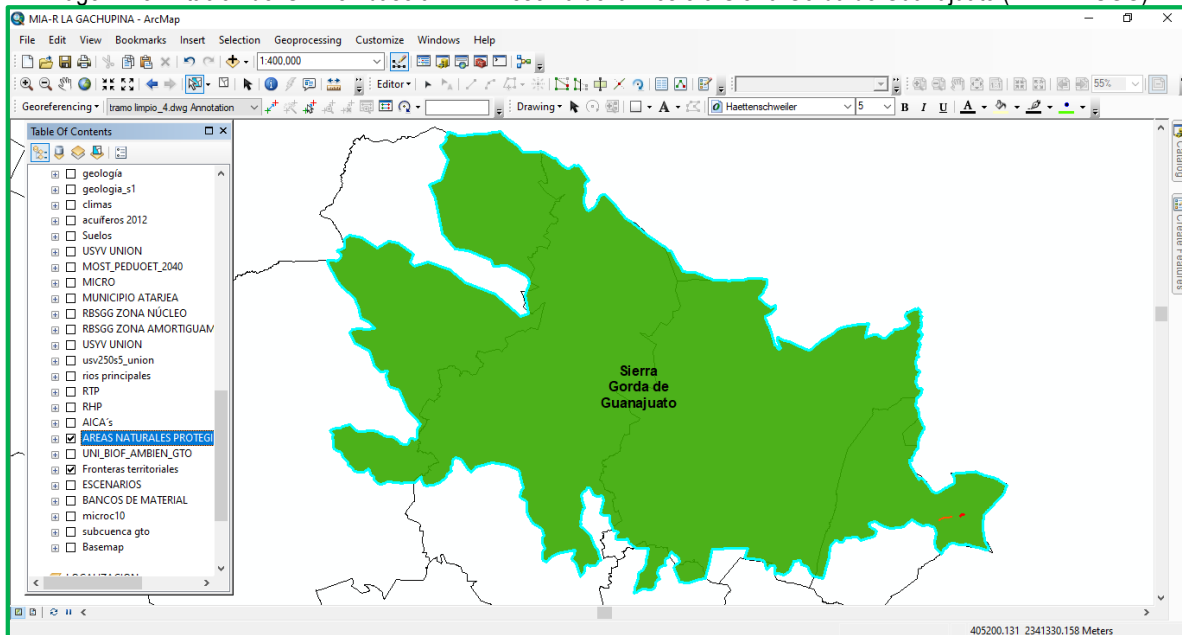 MIA-R LA GACHUPINA - ArcMap
File Edit View Bookmarks Insert Selection Geoprocessing Customize Windows Help
1:400,000
Editor
55%
Georeferencing tramo limpio_4.dwg Annotation Drawing A Haettenschweiler 5 B I U A
Table Of Contents
geología
geologia_s1
climas
acuíferos 2012
Suelos
USYV UNION
MOST_PEDUOET_2040
MICRO
MUNICIPIO ATARJEA
RBSGG ZONA NÚCLEO
RBSGG ZONA AMORTIGUAM
USYV UNION
usv250s5_union
rios principales
RTP
RHP
AICA´s
AREAS NATURALES PROTEGI
UNI_BIOF_AMBIEN_GTO
Fronteras territoriales
ESCENARIOS
BANCOS DE MATERIAL
microc10
subcuenca gto
Basemap
Sierra
Gorda de
Guanajuato
Catalog
Create Features
405200.131 2341330.158 Meters